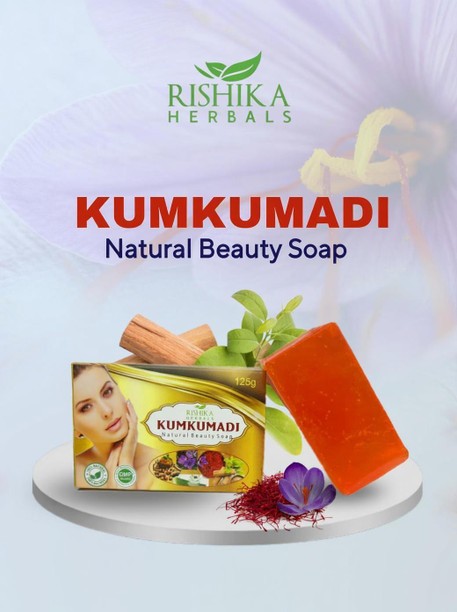 RISHIKA
HERBALS
KUMKUMADI
Natural Beauty Soap
125g
RISHIKA
HERBALS
KUMKUMADI
Natural Beauty Soap